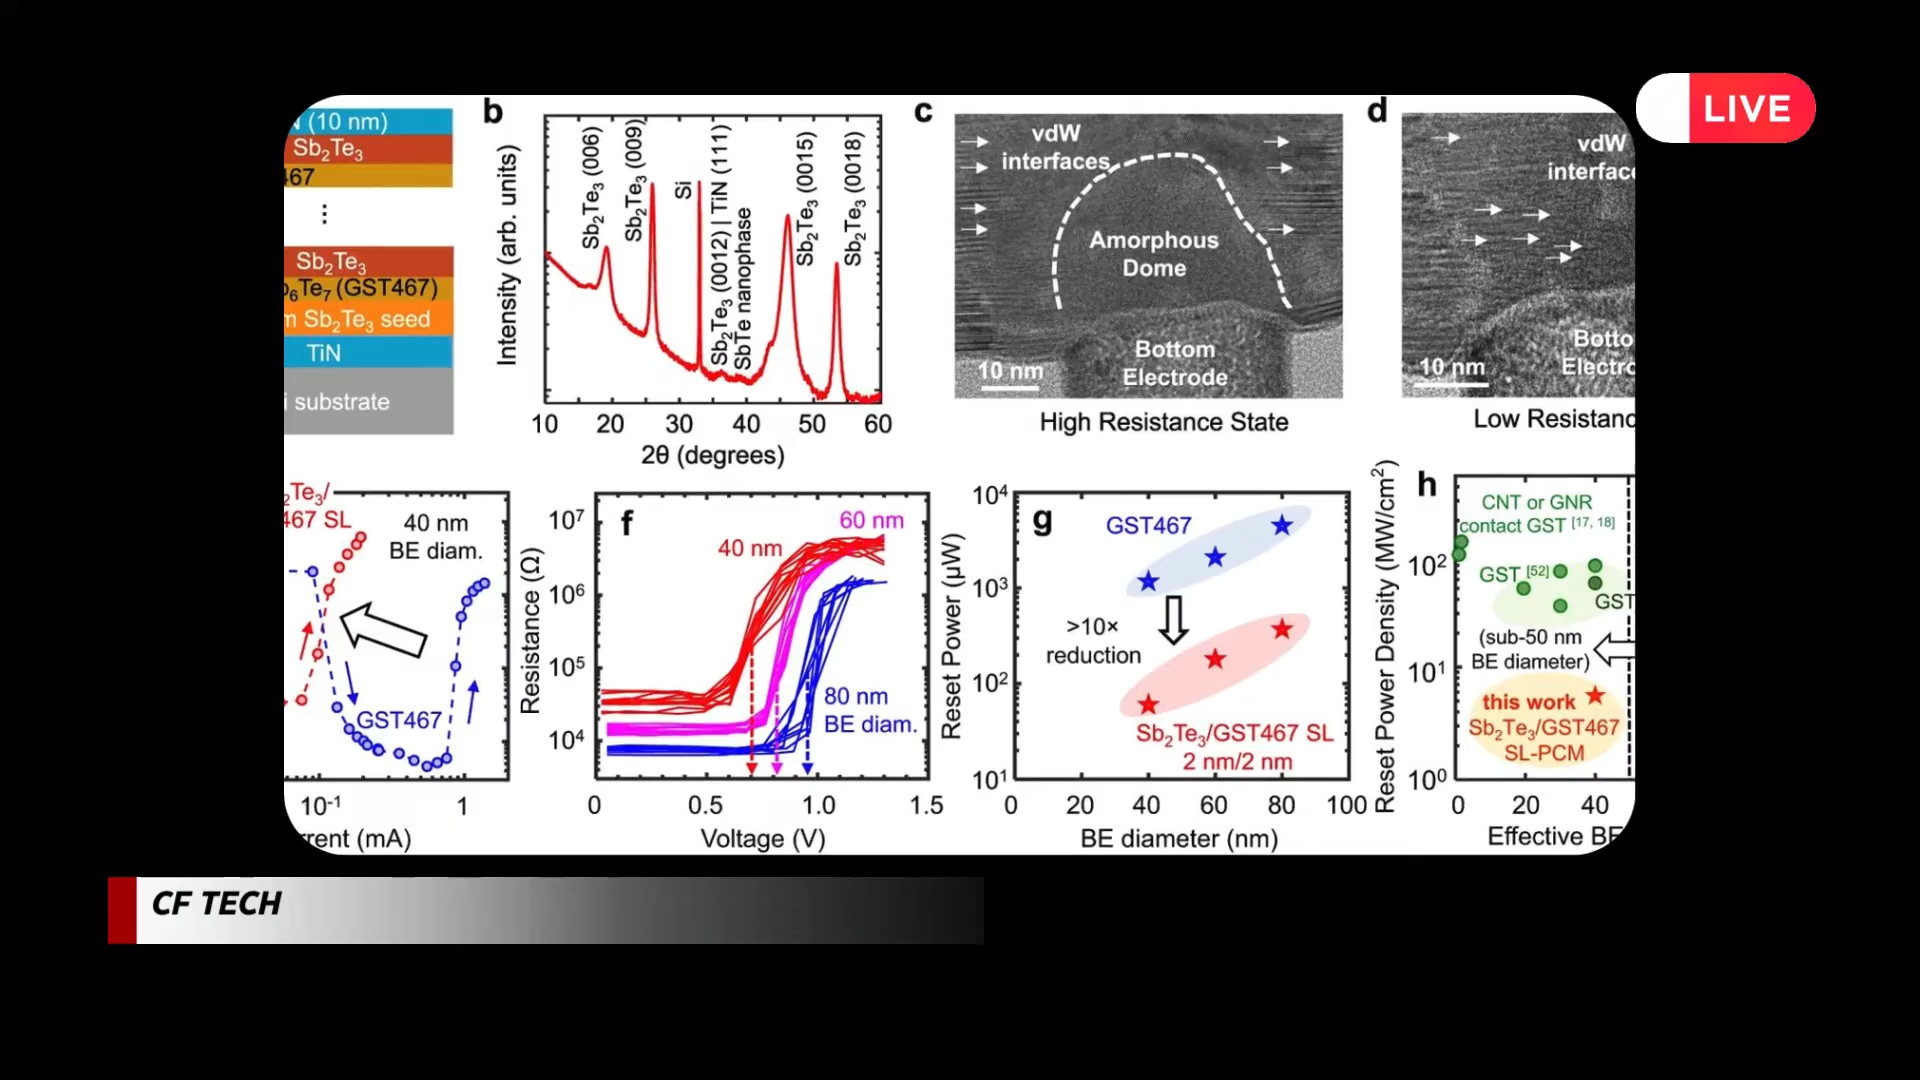 LIVE
N (10 nm)
Sb2Te3
467
⋮
Sb2Te3
b6Te7 (GST467)
m Sb2Te3 seed
TiN
i substrate
b
Intensity (arb. units)
Sb2Te3 (006)
Sb2Te3 (009)
Si
Sb2Te3 (0012) | TiN (111)
SbTe nanophase
Sb2Te3 (0015)
Sb2Te3 (0018)
10 20 30 40 50 60
2θ (degrees)
c
vdW
interfaces
Amorphous
Dome
Bottom
Electrode
10 nm
High Resistance State
d
vdW
interfac
Botto
Electro
10 nm
Low Resistanc
2Te3/
467 SL
40 nm
BE diam.
GST467
10-1 1
rrent (mA)
f
Resistance (Ω)
107
106
105
104
60 nm
40 nm
80 nm
BE diam.
0 0.5 1.0 1.5
Voltage (V)
g
Reset Power (μW)
104
103
102
101
GST467
>10×
reduction
Sb2Te3/GST467 SL
2 nm/2 nm
0 20 40 60 80 100
BE diameter (nm)
h
Reset Power Density (MW/cm2)
102
101
100
CNT or GNR
contact GST [17, 18]
GST [52]
GST
(sub-50 nm
BE diameter)
this work
Sb2Te3/GST467
SL-PCM
0 20 40
Effective BE
CF TECH